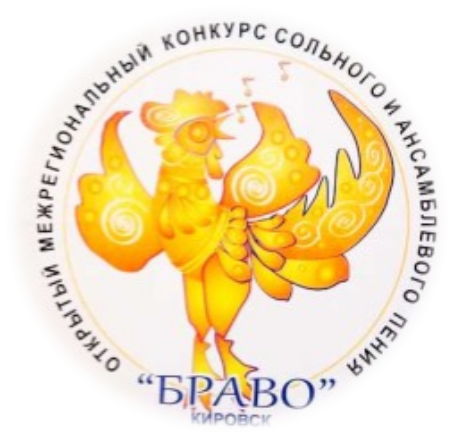 ОТКРЫТЫЙ МЕЖРЕГИОНАЛЬНЫЙ КОНКУРС СОЛЬНОГО И АНСАМБЛЕВОГО ПЕНИЯ
"БРАВО"
КИРОВСК